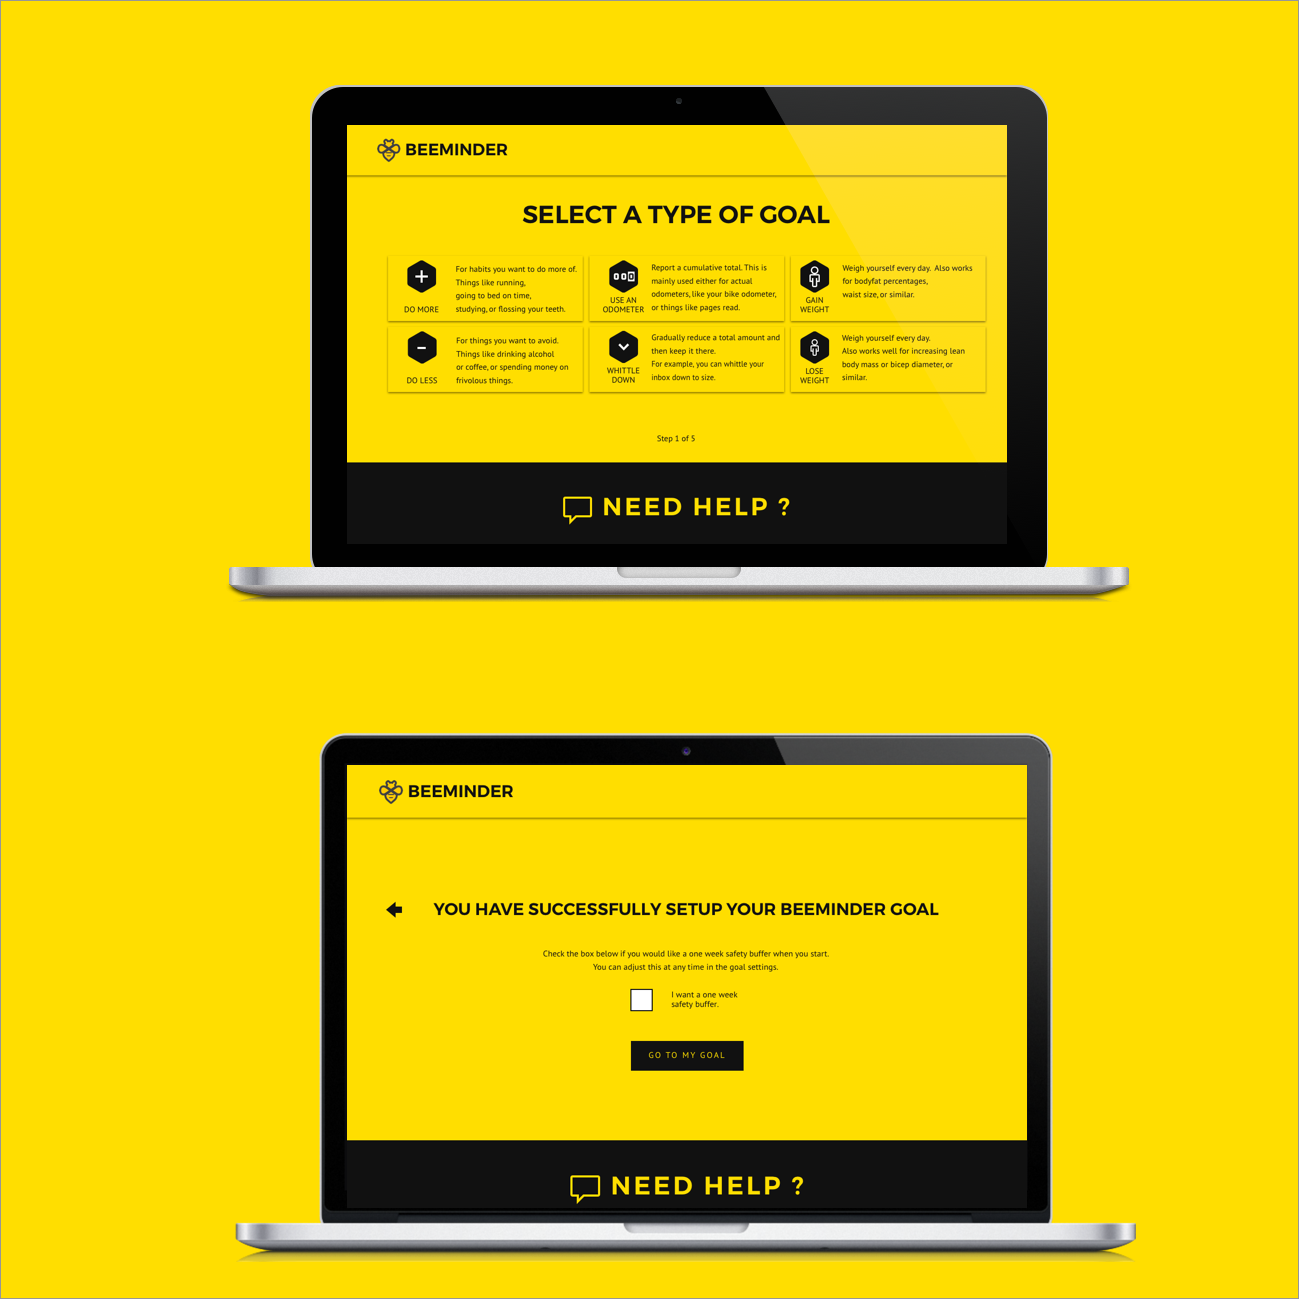 BEEMINDER
SELECT A TYPE OF GOAL
DO MORE
For habits you want to do more of.
Things like running,
going to bed on time,
studying, or flossing your teeth.
USE AN
ODOMETER
Report a cumulative total. This is
mainly used either for actual
odometers, like your bike odometer,
or things like pages read.
GAIN
WEIGHT
Weigh yourself every day. Also works
for bodyfat percentages,
waist size, or similar.
DO LESS
For things you want to avoid.
Things like drinking alcohol
or coffee, or spending money on
frivolous things.
WHITTLE
DOWN
Gradually reduce a total amount and
then keep it there.
For example, you can whittle your
inbox down to size.
LOSE
WEIGHT
Weigh yourself every day.
Also works well for increasing lean
body mass or bicep diameter, or
similar.
Step 1 of 5
NEED HELP ?
BEEMINDER
YOU HAVE SUCCESSFULLY SETUP YOUR BEEMINDER GOAL
Check the box below if you would like a one week safety buffer when you start.
You can adjust this at any time in the goal settings.
I want a one week
safety buffer.
GO TO MY GOAL
NEED HELP ?